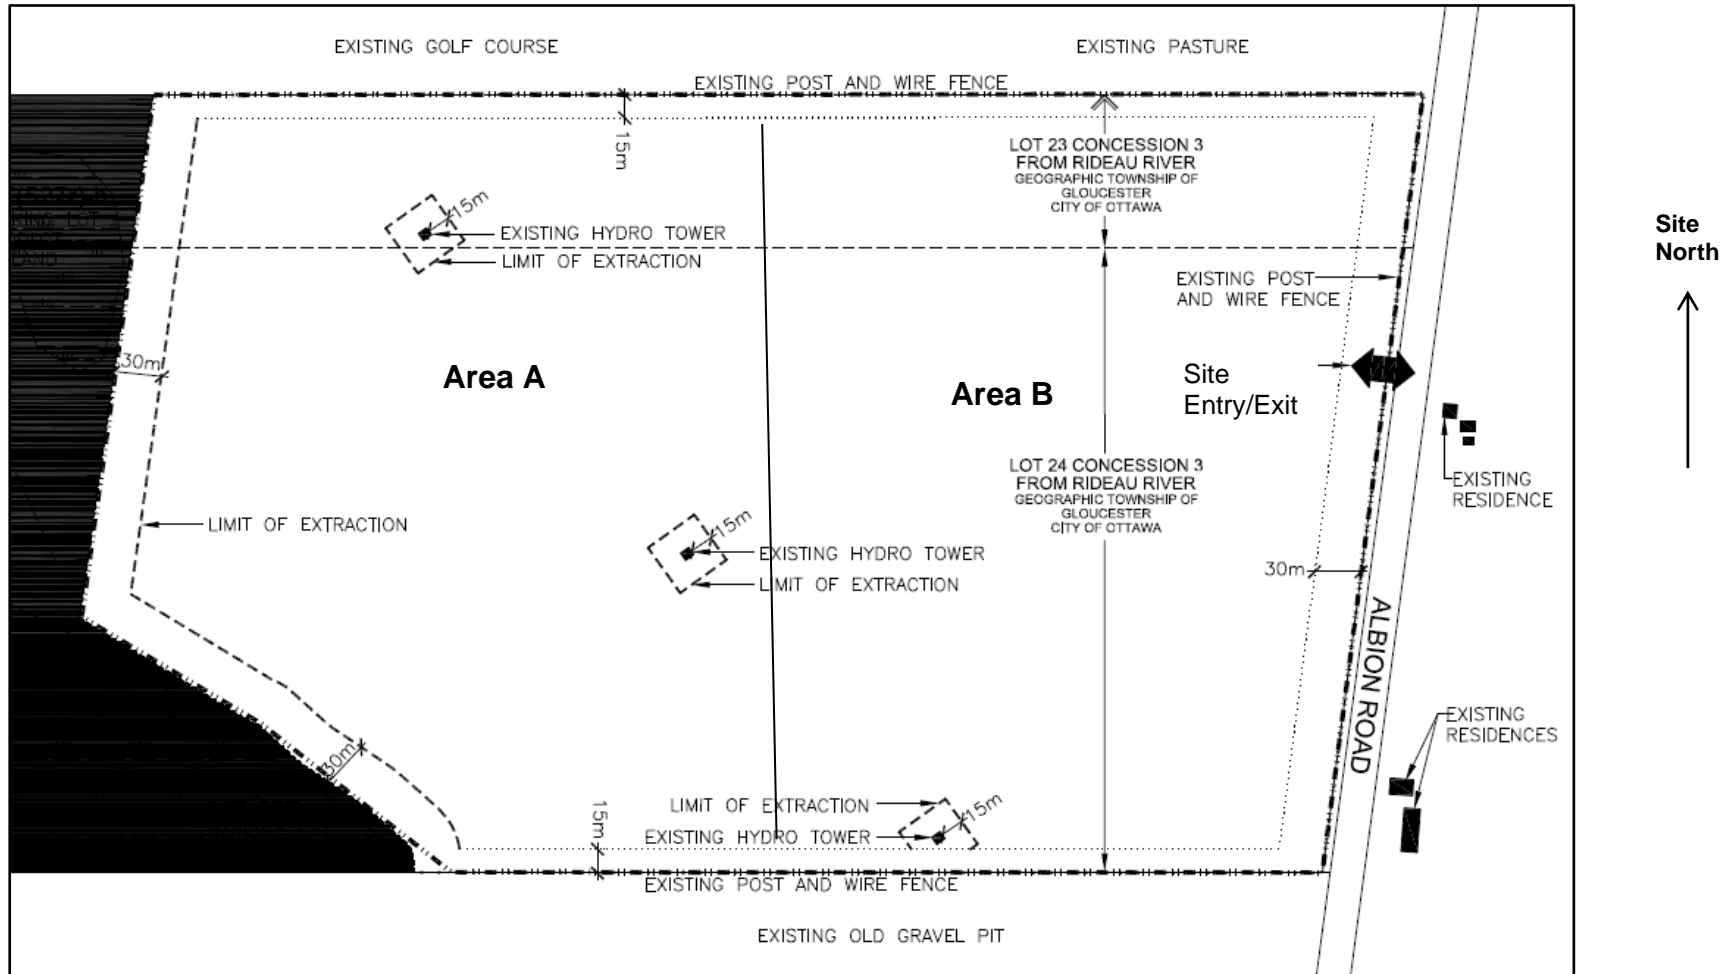 EXISTING GOLF COURSE
EXISTING PASTURE
EXISTING POST AND WIRE FENCE
15m
LOT 23 CONCESSION 3
FROM RIDEAU RIVER
GEOGRAPHIC TOWNSHIP OF
GLOUCESTER
CITY OF OTTAWA
Site
North
15m
EXISTING HYDRO TOWER
LIMIT OF EXTRACTION
EXISTING POST
AND WIRE FENCE
30m
Area A
Area B
Site
Entry/Exit
LOT 24 CONCESSION 3
FROM RIDEAU RIVER
GEOGRAPHIC TOWNSHIP OF
GLOUCESTER
CITY OF OTTAWA
EXISTING
RESIDENCE
LIMIT OF EXTRACTION
15m
EXISTING HYDRO TOWER
LIMIT OF EXTRACTION
30m
ALBION ROAD
EXISTING
RESIDENCES
30m
15m
LIMIT OF EXTRACTION
15m
EXISTING HYDRO TOWER
EXISTING POST AND WIRE FENCE
EXISTING OLD GRAVEL PIT